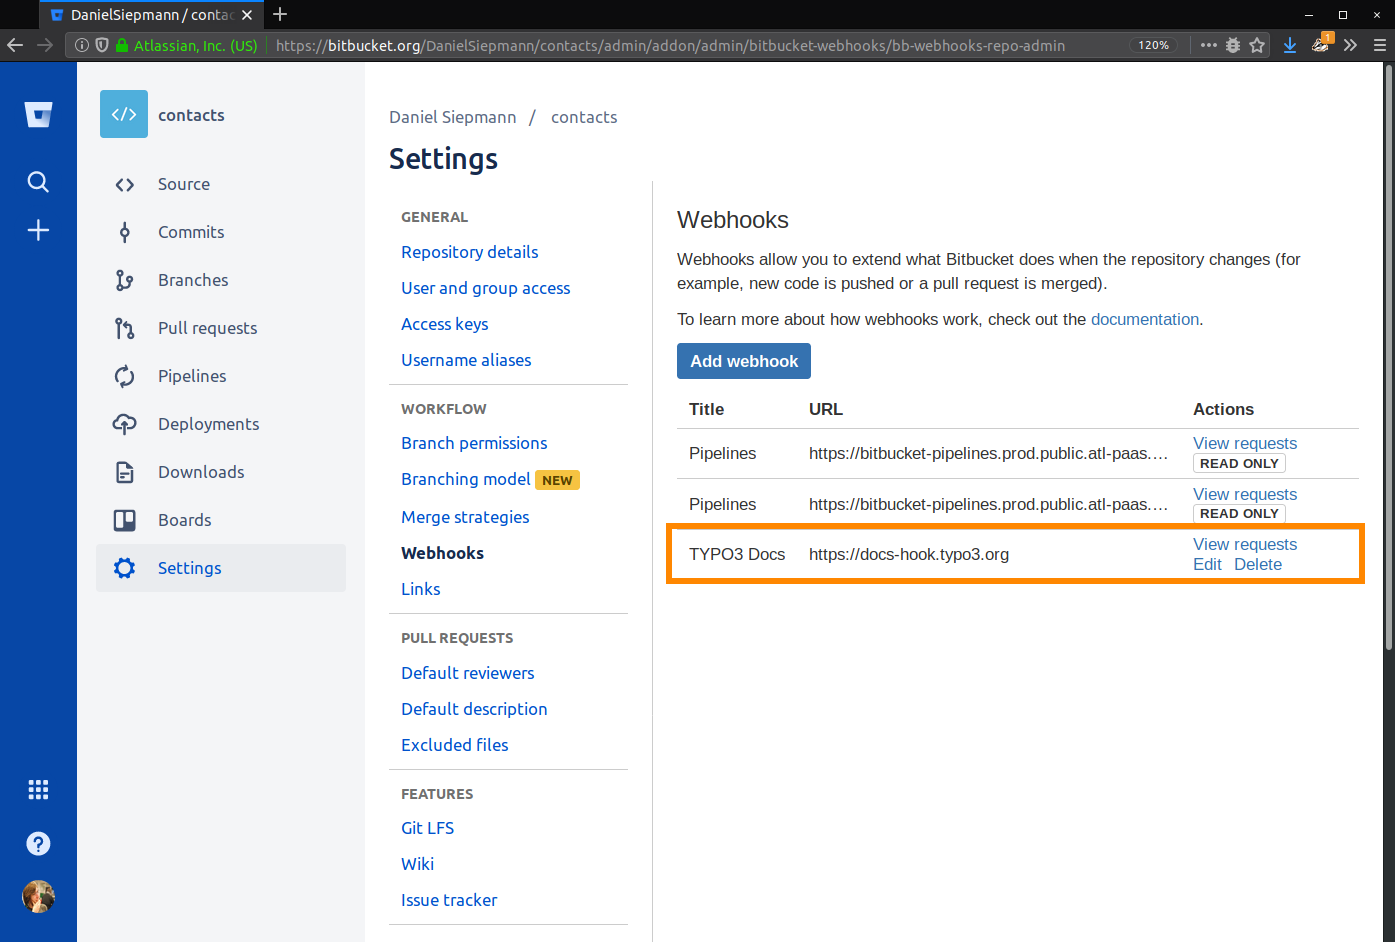 DanielSiepmann / contac
Atlassian, Inc. (US)
https://bitbucket.org/DanielSiepmann/contacts/admin/addon/admin/bitbucket-webhooks/bb-webhooks-repo-admin
120%
1
contacts
Source
Commits
Branches
Pull requests
Pipelines
Deployments
Downloads
Boards
Settings
Daniel Siepmann / contacts
Settings
GENERAL
Repository details
User and group access
Access keys
Username aliases
WORKFLOW
Branch permissions
Branching model NEW
Merge strategies
Webhooks
Links
PULL REQUESTS
Default reviewers
Default description
Excluded files
FEATURES
Git LFS
Wiki
Issue tracker
Webhooks
Webhooks allow you to extend what Bitbucket does when the repository changes (for
example, new code is pushed or a pull request is merged).
To learn more about how webhooks work, check out the documentation.
Add webhook
Title URL Actions
Pipelines https://bitbucket-pipelines.prod.public.atl-paas.… View requests
READ ONLY
Pipelines https://bitbucket-pipelines.prod.public.atl-paas.… View requests
READ ONLY
TYPO3 Docs https://docs-hook.typo3.org View requests
Edit Delete